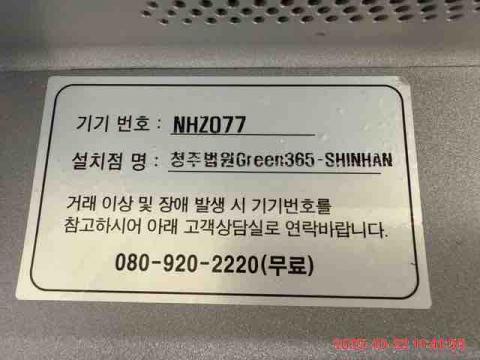 기기 번호 : NHZ077
설치점 명 : 청주법원Green365-SHINHAN
거래 이상 및 장애 발생 시 기기번호를
참고하시어 아래 고객상담실로 연락바랍니다.
080-920-2220(무료)